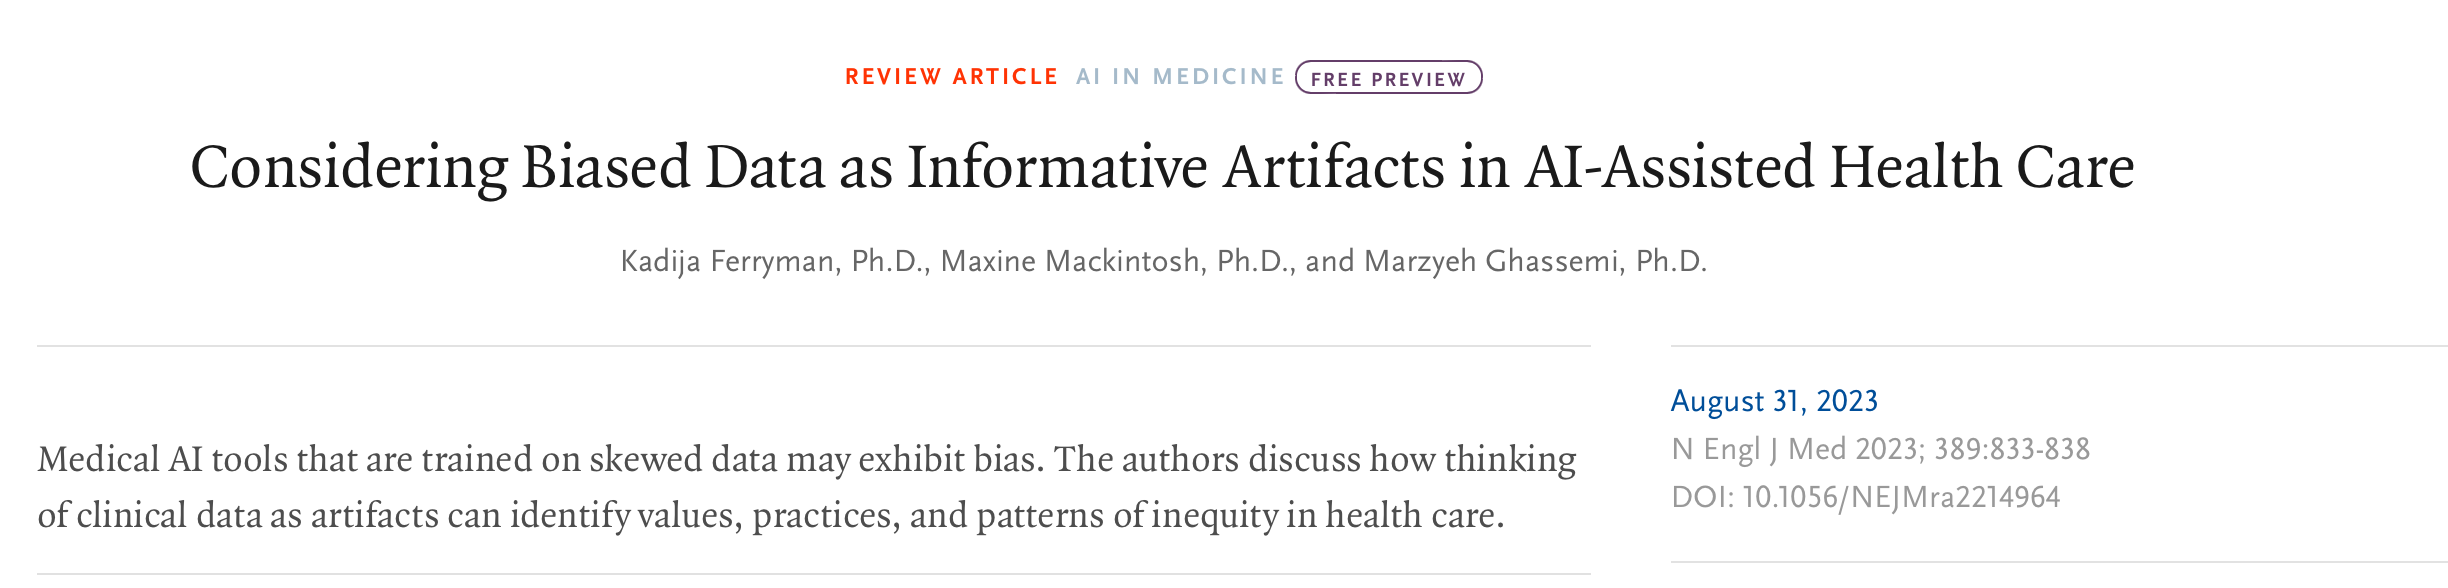 REVIEW ARTICLE AI IN MEDICINE FREE PREVIEW
Considering Biased Data as Informative Artifacts in AI-Assisted Health Care
Kadija Ferryman, Ph.D., Maxine Mackintosh, Ph.D., and Marzyeh Ghassemi, Ph.D.
Medical AI tools that are trained on skewed data may exhibit bias. The authors discuss how thinking
of clinical data as artifacts can identify values, practices, and patterns of inequity in health care.
August 31, 2023
N Engl J Med 2023; 389:833-838
DOI: 10.1056/NEJMra2214964